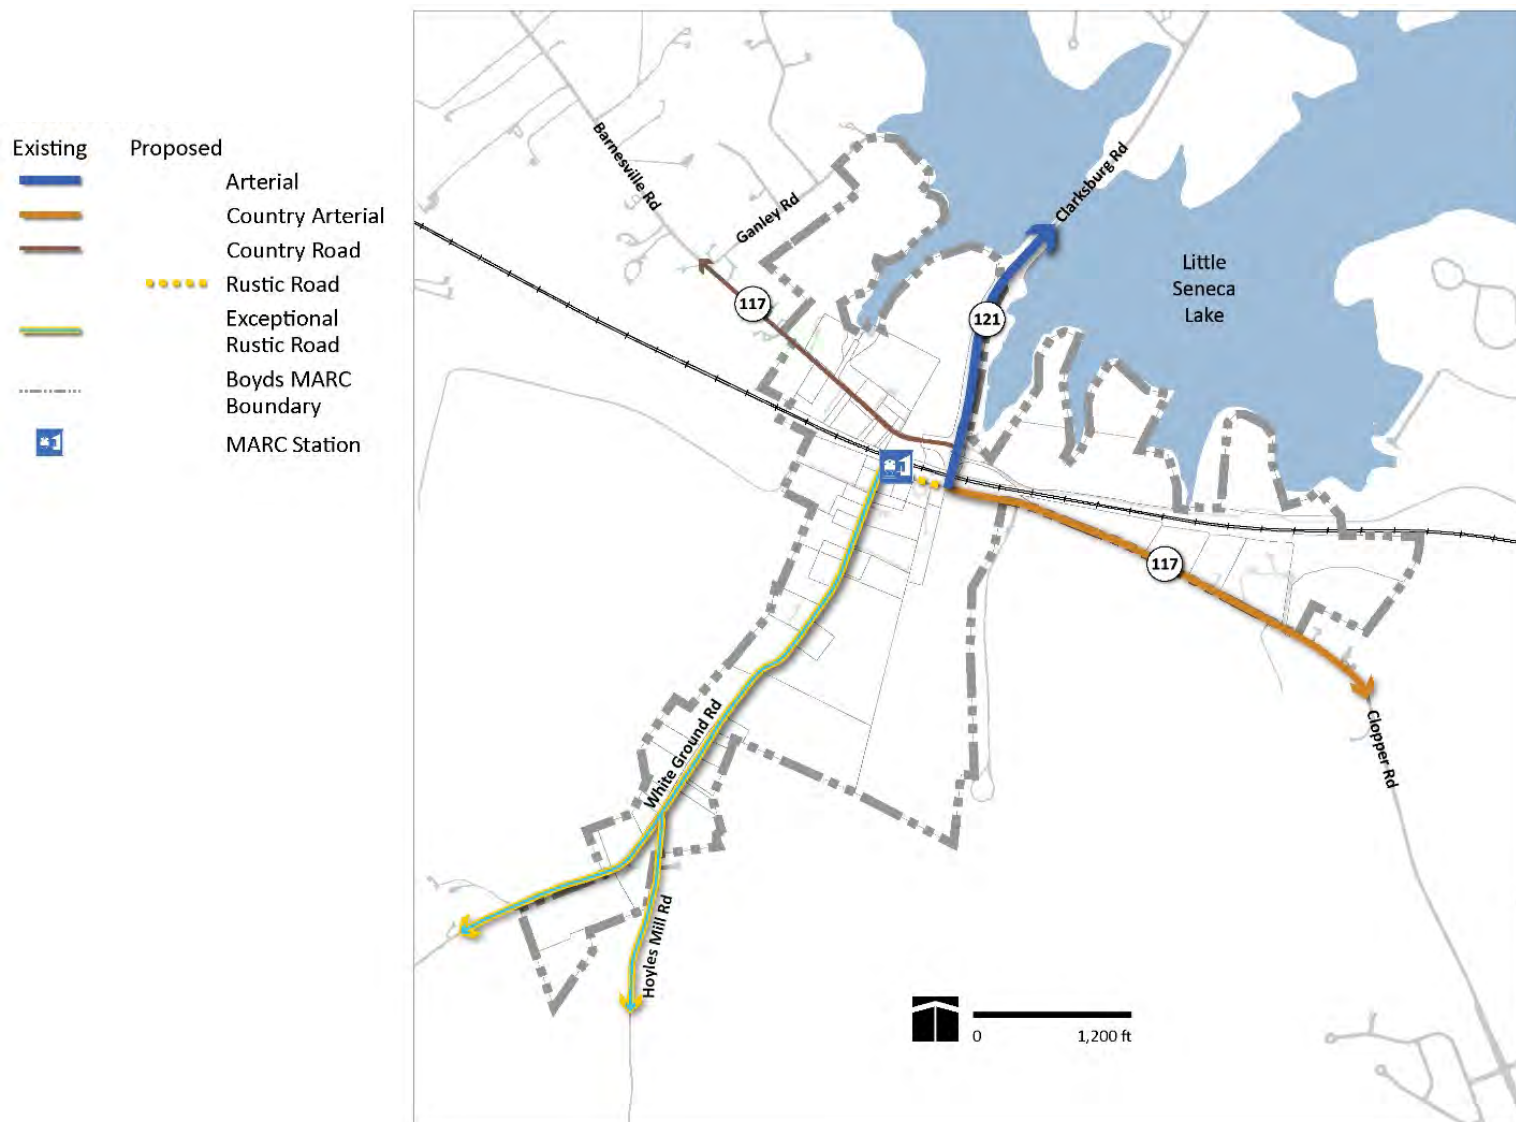 Existing Proposed
Arterial
Country Arterial
Country Road
Rustic Road
Exceptional
Rustic Road
Boyds MARC
Boundary
MARC Station
Barnesville Rd
Ganley Rd
Clarksburg Rd
Little
Seneca
Lake
117
121
117
White Ground Rd
Clopper Rd
Hoyles Mill Rd
0 1,200 ft